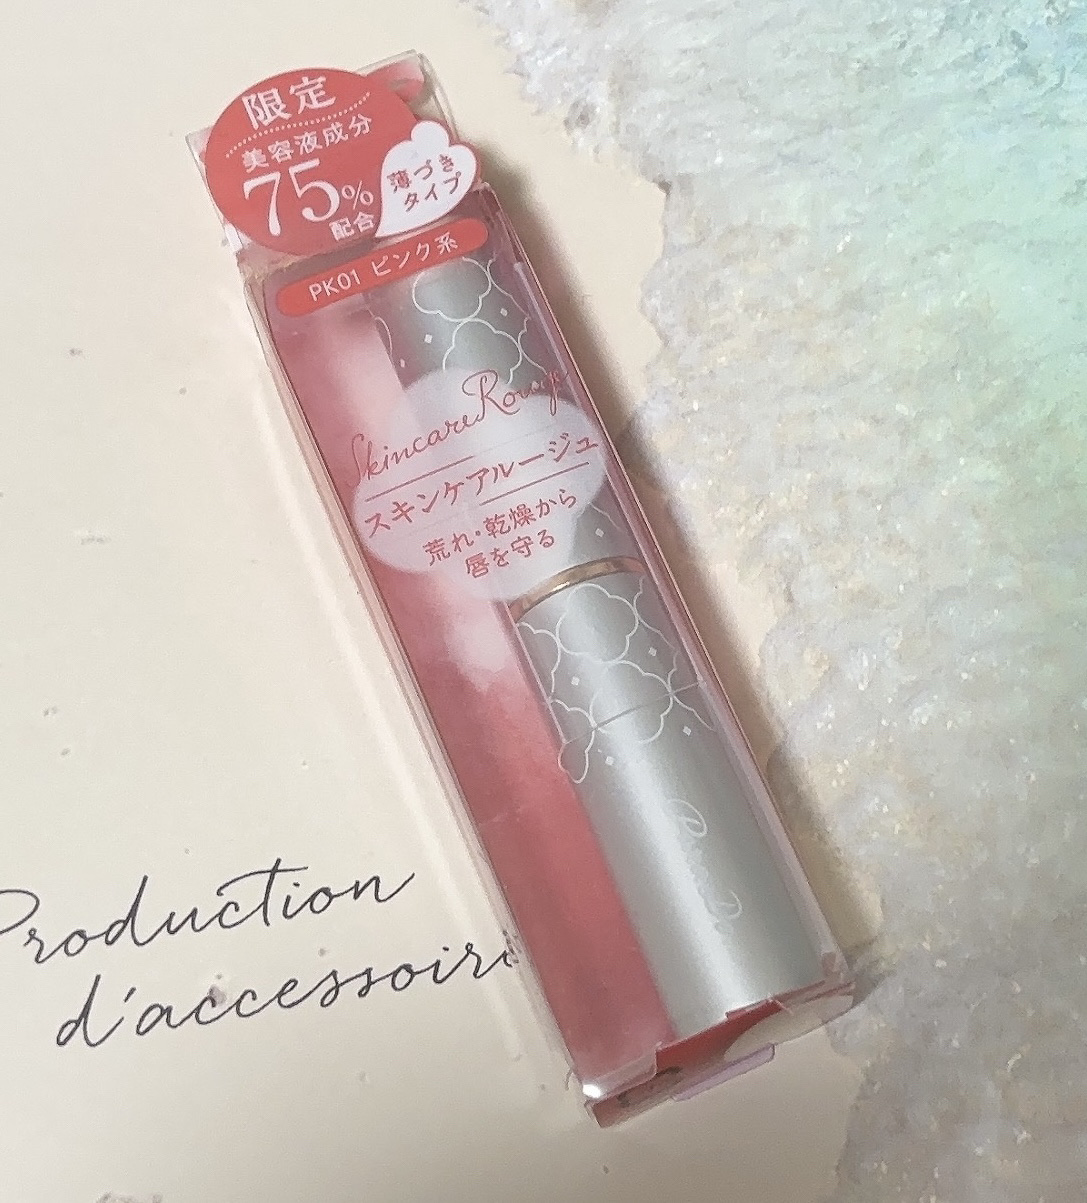 限定
美容液成分
75%
配合
薄づき
タイプ
PK01 ピンク系
Skincare Rouge
スキンケアルージュ
荒れ・乾燥から
唇を守る
Production